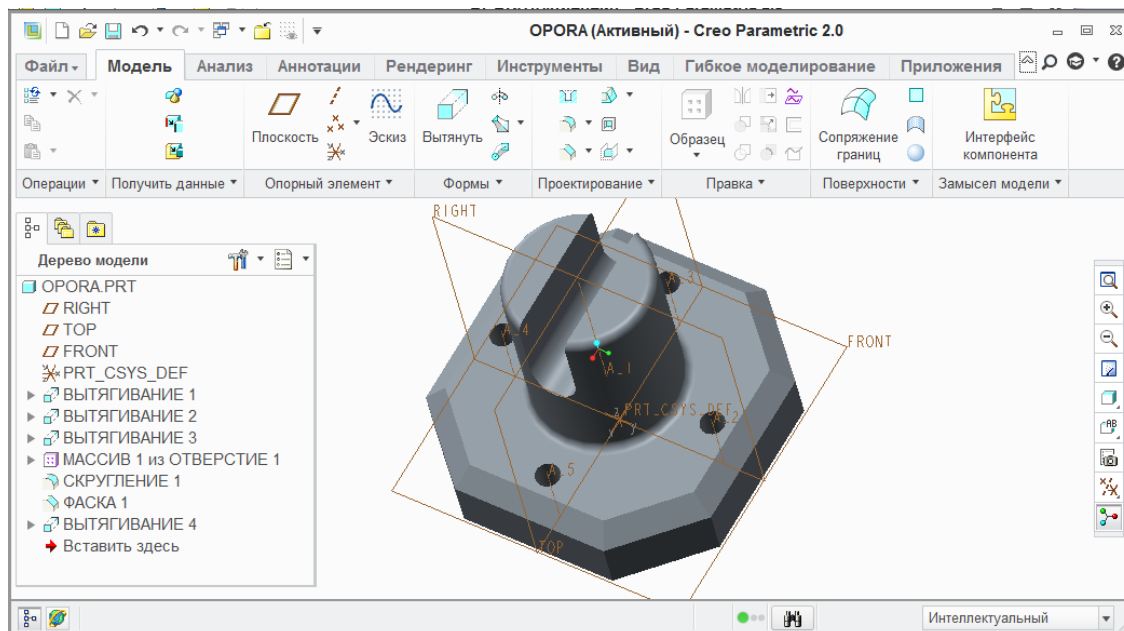 OPORA (Активный) - Creo Parametric 2.0
Файл Модель Анализ Аннотации Рендеринг Инструменты Вид Гибкое моделирование Приложения
Плоскость Эскиз Вытянуть Образец Сопряжение границ Интерфейс компонента
Операции Получить данные Опорный элемент Формы Проектирование Правка Поверхности Замысел модели
Дерево модели
OPORA.PRT
RIGHT
TOP
FRONT
PRT_CSYS_DEF
ВЫТЯГИВАНИЕ 1
ВЫТЯГИВАНИЕ 2
ВЫТЯГИВАНИЕ 3
МАССИВ 1 из ОТВЕРСТИЕ 1
СКРУГЛЕНИЕ 1
ФАСКА 1
ВЫТЯГИВАНИЕ 4
Вставить здесь
RIGHT
A_3
A_4
FRONT
A_1
PRT_CSYS_DEF
A_2
z
x y
A_5
TOP
AB
Интеллектуальный